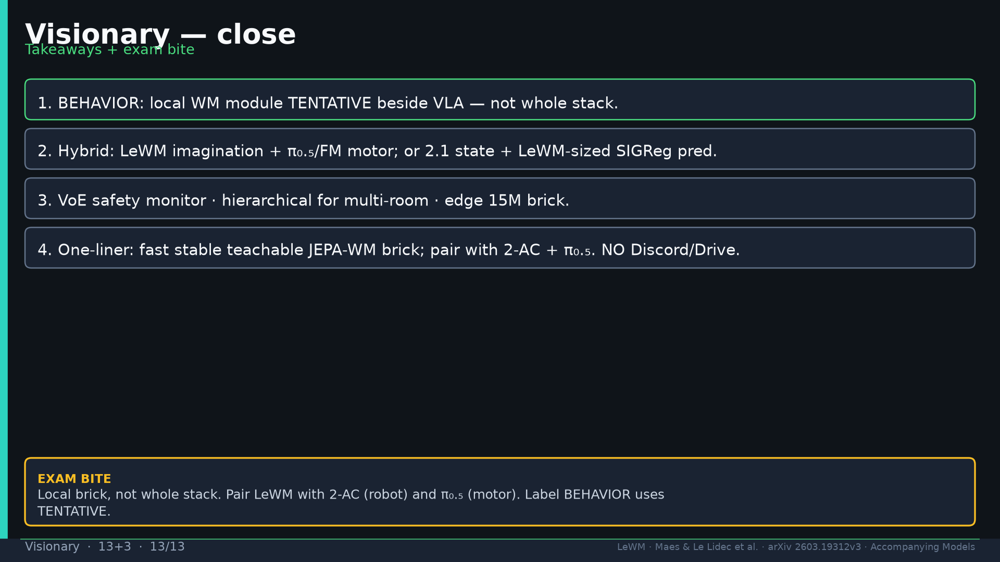 Visionary — close
Takeaways + exam bite
1. BEHAVIOR: local WM module TENTATIVE beside VLA — not whole stack.
2. Hybrid: LeWM imagination + π₀.₅/FM motor; or 2.1 state + LeWM-sized SIGReg pred.
3. VoE safety monitor · hierarchical for multi-room · edge 15M brick.
4. One-liner: fast stable teachable JEPA-WM brick; pair with 2-AC + π₀.₅. NO Discord/Drive.
EXAM BITE
Local brick, not whole stack. Pair LeWM with 2-AC (robot) and π₀.₅ (motor). Label BEHAVIOR uses
TENTATIVE.
Visionary · 13+3 · 13/13
LeWM · Maes & Le Lidec et al. · arXiv 2603.19312v3 · Accompanying Models